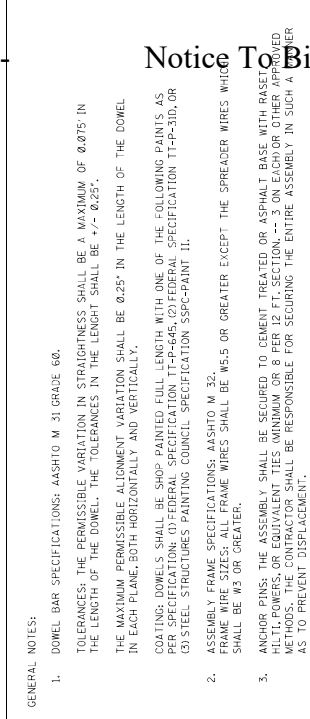 Notice To Bi
GENERAL NOTES:
1. DOWEL BAR SPECIFICATIONS: AASHTO M 31 GRADE 60.
TOLERANCES: THE PERMISSIBLE VARIATION IN STRAIGHTNESS SHALL BE A MAXIMUM OF 0.075" IN
THE LENGTH OF THE DOWEL. THE TOLERANCES IN THE LENGHT SHALL BE +/- 0.25".
THE MAXIMUM PERMISSIBLE ALIGNMENT VARIATION SHALL BE 0.25" IN THE LENGTH OF THE DOWEL
IN EACH PLANE, BOTH HORIZONTALLY AND VERTICALLY.
COATING: DOWELS SHALL BE SHOP PAINTED FULL LENGTH WITH ONE OF THE FOLLOWING PAINTS AS
PER SPECIFICATION: (1) FEDERAL SPECIFICATION TT-P-645, (2) FEDERAL SPECIFICATION TT-P-31D, OR
(3) STEEL STRUCTURES PAINTING COUNCIL SPECIFICATION SSPC-PAINT II.
2. ASSEMBLY FRAME SPECIFICATIONS: AASHTO M 32.
FRAME WIRE SIZES: ALL FRAME WIRES SHALL BE W5.5 OR GREATER EXCEPT THE SPREADER WIRES WHICH
SHALL BE W3 OR GREATER.
3. ANCHOR PINS: THE ASSEMBLY SHALL BE SECURED TO CEMENT TREATED OR ASPHALT BASE WITH RASET,
HILTI, POWERS, OR EQUIVALENT TIES (MINIMUM OR 8 PER 12 FT. SECTION, -- 3 ON EACH) OR OTHER APPROVED
METHODS. THE CONTRACTOR SHALL BE RESPONSIBLE FOR SECURING THE ENTIRE ASSEMBLY IN SUCH A MANNER
AS TO PREVENT DISPLACEMENT.